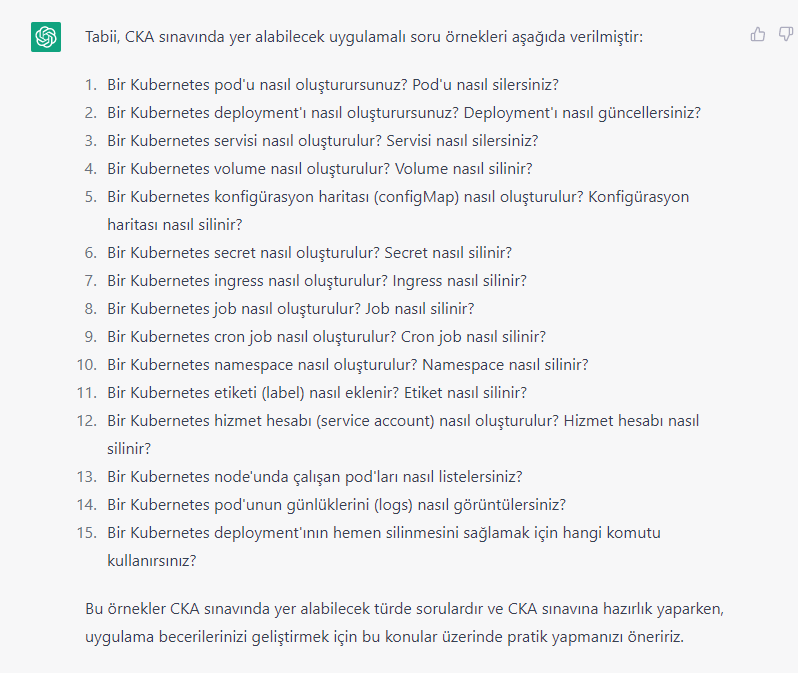 Tabii, CKA sınavında yer alabilecek uygulamalı soru örnekleri aşağıda verilmiştir:
1. Bir Kubernetes pod'u nasıl oluşturursunuz? Pod'u nasıl silersiniz?
2. Bir Kubernetes deployment'ı nasıl oluşturursunuz? Deployment'ı nasıl güncellersiniz?
3. Bir Kubernetes servisi nasıl oluşturulur? Servisi nasıl silersiniz?
4. Bir Kubernetes volume nasıl oluşturulur? Volume nasıl silinir?
5. Bir Kubernetes konfigürasyon haritası (configMap) nasıl oluşturulur? Konfigürasyon
haritası nasıl silinir?
6. Bir Kubernetes secret nasıl oluşturulur? Secret nasıl silinir?
7. Bir Kubernetes ingress nasıl oluşturulur? Ingress nasıl silinir?
8. Bir Kubernetes job nasıl oluşturulur? Job nasıl silinir?
9. Bir Kubernetes cron job nasıl oluşturulur? Cron job nasıl silinir?
10. Bir Kubernetes namespace nasıl oluşturulur? Namespace nasıl silinir?
11. Bir Kubernetes etiketi (label) nasıl eklenir? Etiket nasıl silinir?
12. Bir Kubernetes hizmet hesabı (service account) nasıl oluşturulur? Hizmet hesabı nasıl
silinir?
13. Bir Kubernetes node'unda çalışan pod'ları nasıl listelersiniz?
14. Bir Kubernetes pod'unun günlüklerini (logs) nasıl görüntülersiniz?
15. Bir Kubernetes deployment'ının hemen silinmesini sağlamak için hangi komutu
kullanırsınız?
Bu örnekler CKA sınavında yer alabilecek türde sorulardır ve CKA sınavına hazırlık yaparken,
uygulama becerilerinizi geliştirmek için bu konular üzerinde pratik yapmanızı öneririz.